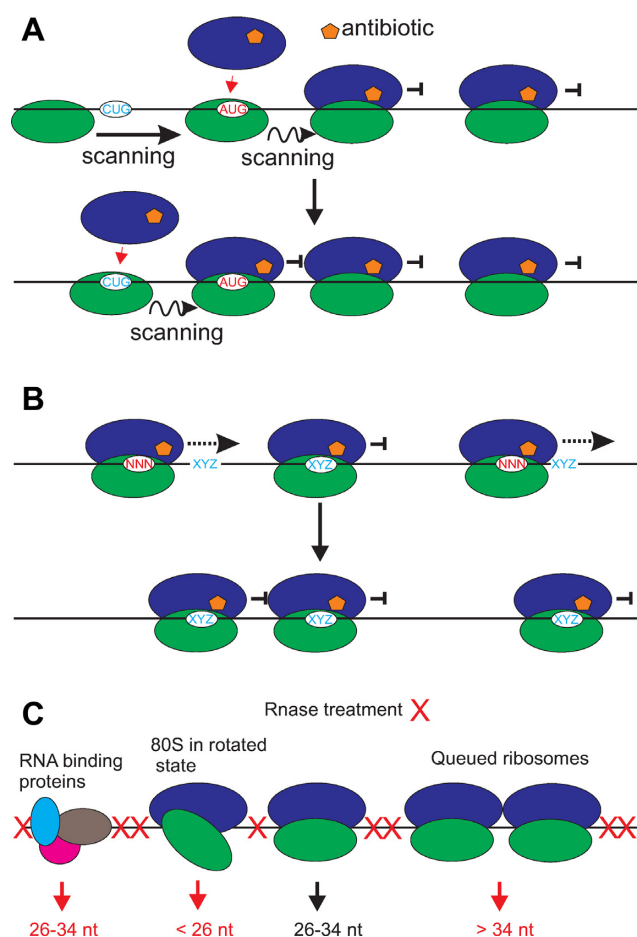 A
antibiotic
CUG
AUG
scanning
scanning
CUG
AUG
scanning
B
NNN
XYZ
XYZ
NNN
XYZ
XYZ
XYZ
XYZ
C
Rnase treatment X
RNA binding
proteins
80S in rotated
state
Queued ribosomes
26-34 nt
< 26 nt
26-34 nt
> 34 nt